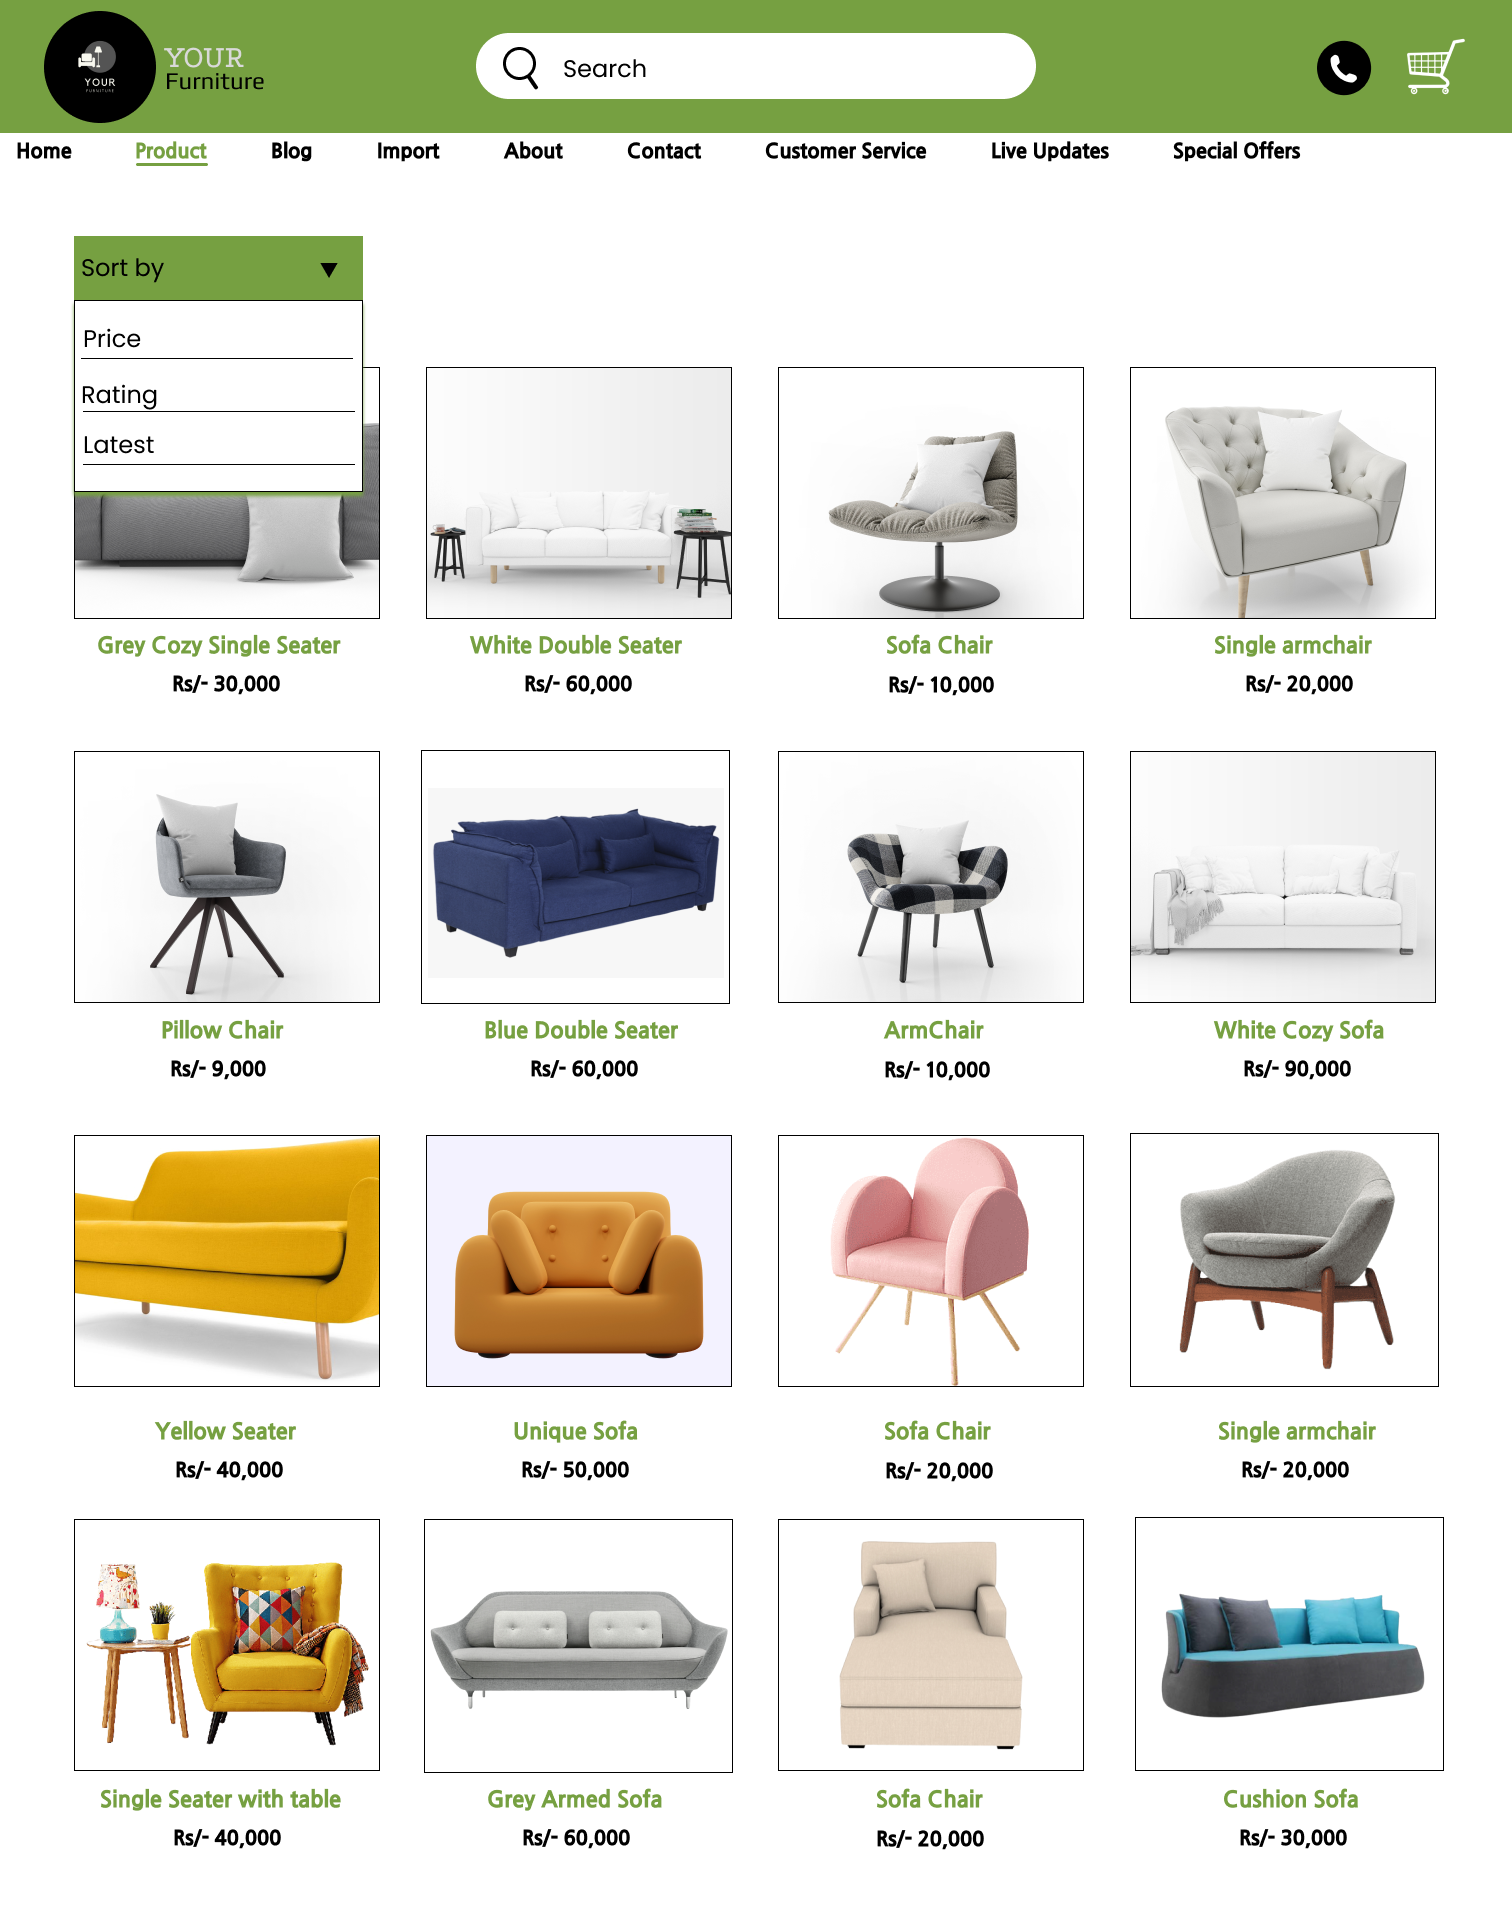 YOUR
FURNITURE
YOUR
Furniture
Search
Home Product Blog Import About Contact Customer Service Live Updates Special Offers
Sort by
Price
Rating
Latest
Grey Cozy Single Seater White Double Seater Sofa Chair Single armchair
Rs/- 30,000 Rs/- 60,000 Rs/- 10,000 Rs/- 20,000
Pillow Chair Blue Double Seater ArmChair White Cozy Sofa
Rs/- 9,000 Rs/- 60,000 Rs/- 10,000 Rs/- 90,000
Yellow Seater Unique Sofa Sofa Chair Single armchair
Rs/- 40,000 Rs/- 50,000 Rs/- 20,000 Rs/- 20,000
Single Seater with table Grey Armed Sofa Sofa Chair Cushion Sofa
Rs/- 40,000 Rs/- 60,000 Rs/- 20,000 Rs/- 30,000